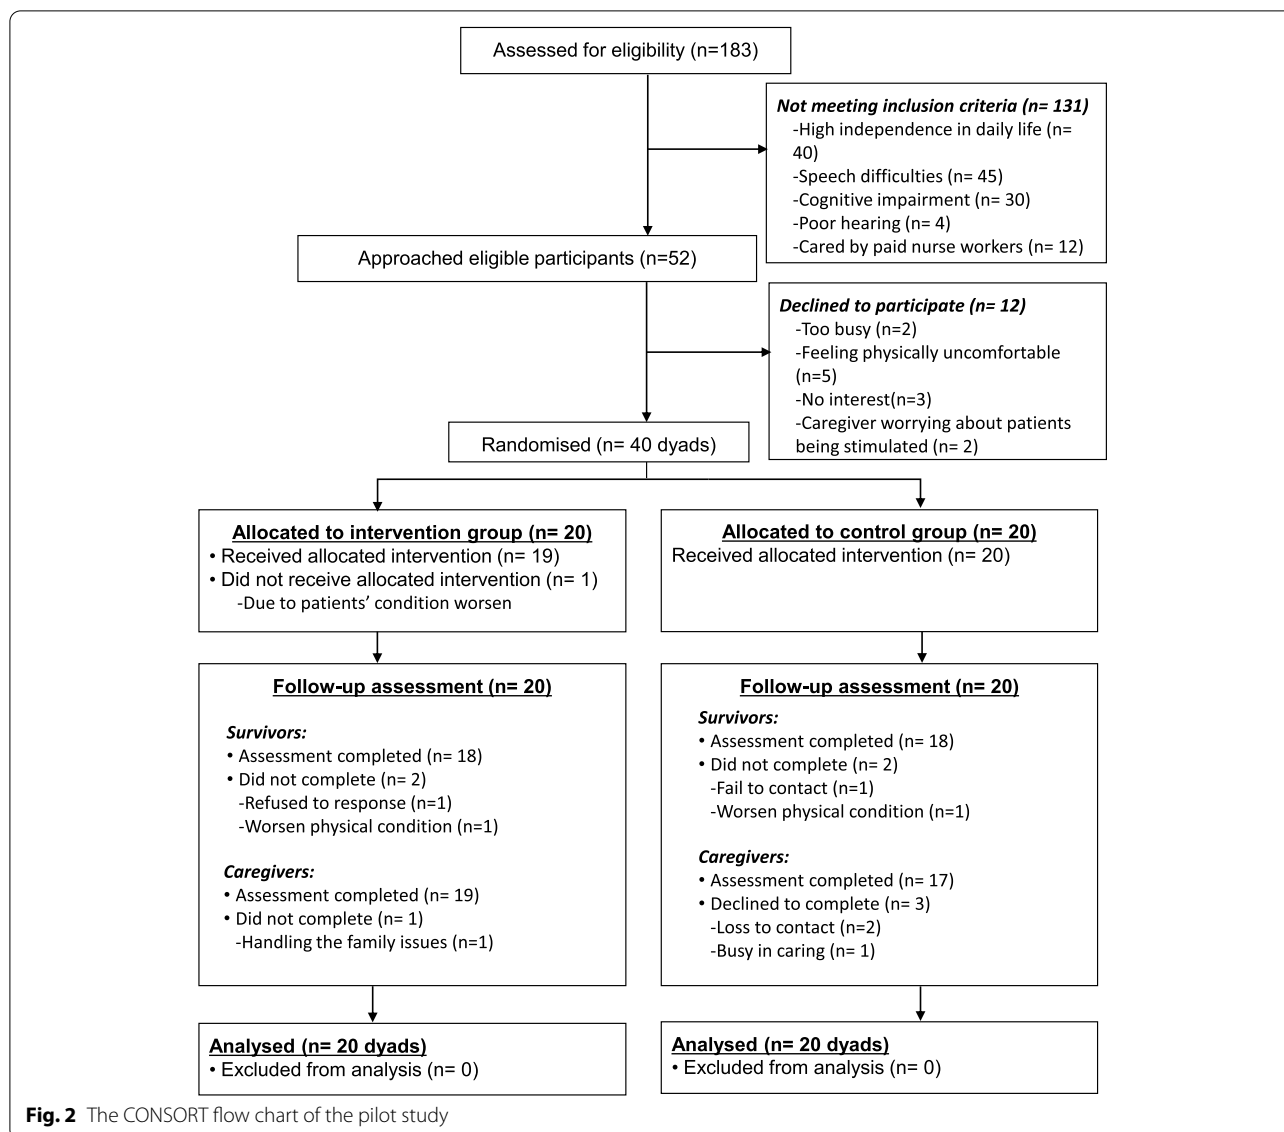 Assessed for eligibility (n=183)
Not meeting inclusion criteria (n= 131)
-High independence in daily life (n=
40)
-Speech difficulties (n= 45)
-Cognitive impairment (n= 30)
-Poor hearing (n= 4)
-Cared by paid nurse workers (n= 12)
Approached eligible participants (n=52)
Declined to participate (n= 12)
-Too busy (n=2)
-Feeling physically uncomfortable
(n=5)
-No interest(n=3)
-Caregiver worrying about patients
being stimulated (n= 2)
Randomised (n= 40 dyads)
Allocated to intervention group (n= 20)
• Received allocated intervention (n= 19)
• Did not receive allocated intervention (n= 1)
-Due to patients’ condition worsen
Allocated to control group (n= 20)
Received allocated intervention (n= 20)
Follow-up assessment (n= 20)
Survivors:
• Assessment completed (n= 18)
• Did not complete (n= 2)
-Refused to response (n=1)
-Worsen physical condition (n=1)
Caregivers:
• Assessment completed (n= 19)
• Did not complete (n= 1)
-Handling the family issues (n=1)
Follow-up assessment (n= 20)
Survivors:
• Assessment completed (n= 18)
• Did not complete (n= 2)
-Fail to contact (n=1)
-Worsen physical condition (n=1)
Caregivers:
• Assessment completed (n= 17)
• Declined to complete (n= 3)
-Loss to contact (n=2)
-Busy in caring (n= 1)
Analysed (n= 20 dyads)
• Excluded from analysis (n= 0)
Analysed (n= 20 dyads)
• Excluded from analysis (n= 0)
Fig. 2 The CONSORT flow chart of the pilot study